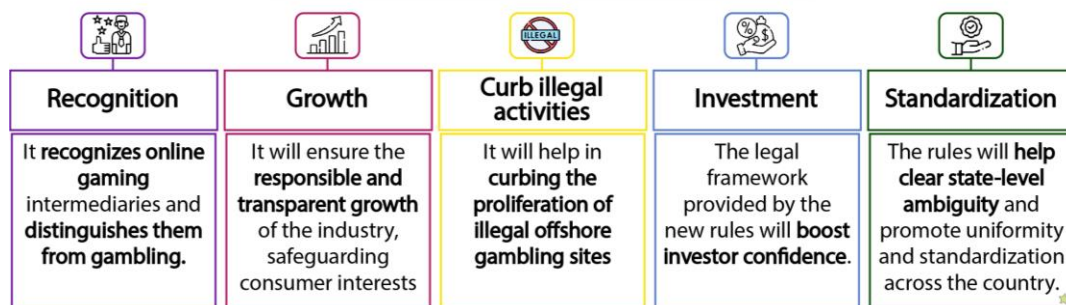 ILLEGAL
Recognition
It recognizes online
gaming
intermediaries and
distinguishes them
from gambling.
Growth
It will ensure the
responsible and
transparent growth
of the industry,
safeguarding
consumer interests
Curb illegal
activities
It will help in
curbing the
proliferation of
illegal offshore
gambling sites
Investment
The legal
framework
provided by the
new rules will boost
investor confidence.
Standardization
The rules will help
clear state-level
ambiguity and
promote uniformity
and standardization
across the country.